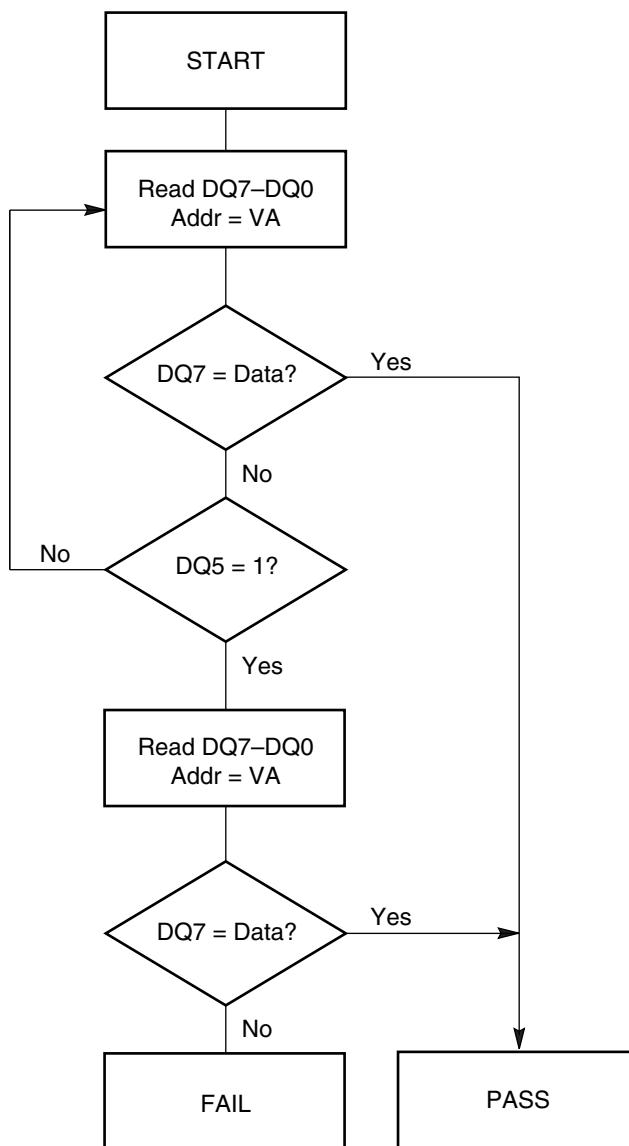 START
Read DQ7–DQ0
Addr = VA
DQ7 = Data?
Yes
No
No
DQ5 = 1?
Yes
Read DQ7–DQ0
Addr = VA
DQ7 = Data?
Yes
No
FAIL
PASS